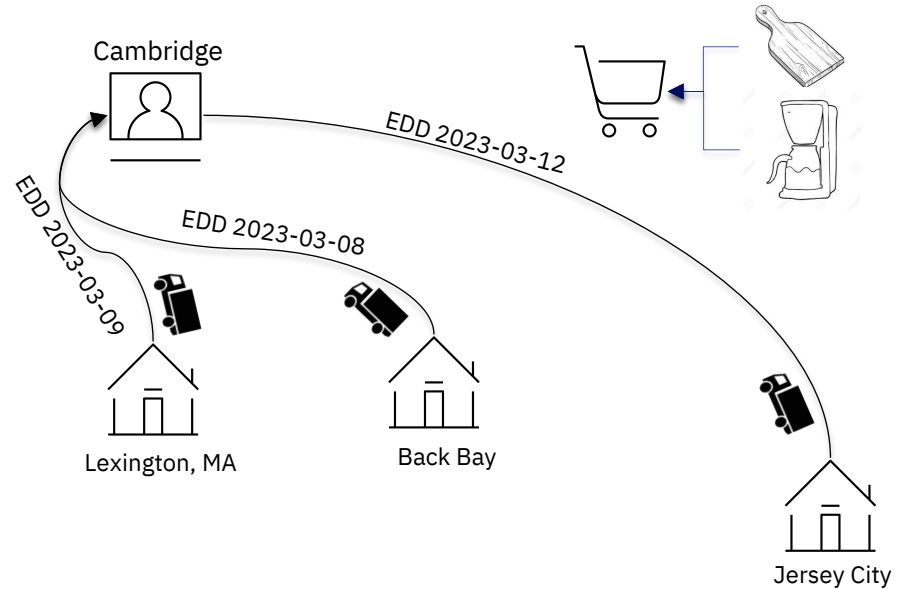 Cambridge
EDD 2023-03-12
EDD 2023-03-08
EDD 2023-03-09
Lexington, MA
Back Bay
Jersey City